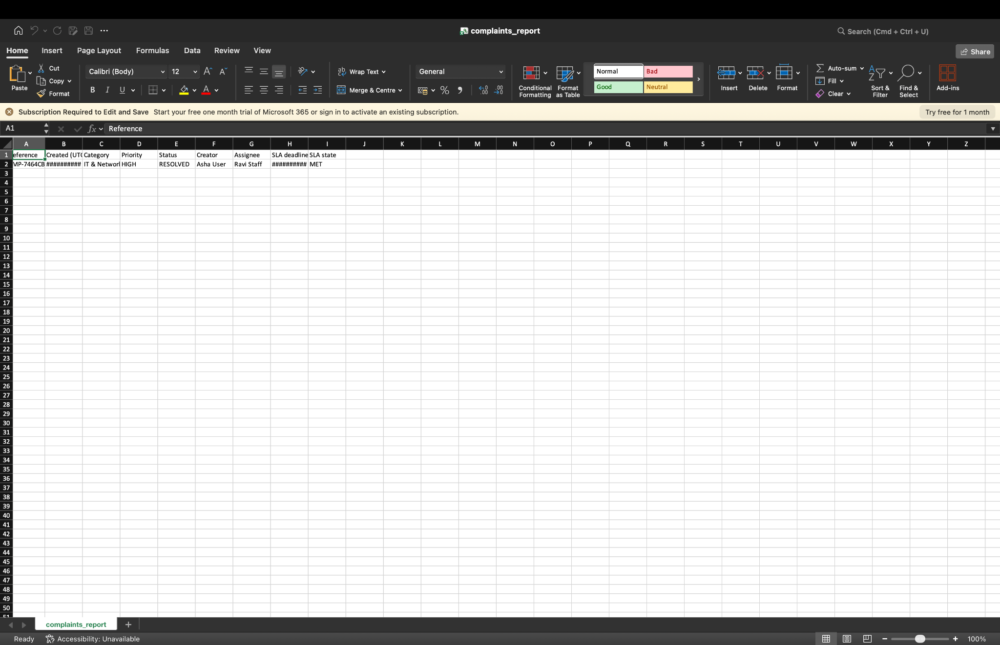 complaints_report
Search (Cmd + Ctrl + U)
Home Insert Page Layout Formulas Data Review View
Share
Paste
Cut
Copy
Format
Calibri (Body) 12
B I U
Wrap Text
Merge & Centre
General
Conditional Formatting
Format as Table
Normal Bad
Good Neutral
Insert Delete Format
Auto-sum
Fill
Clear
Sort & Filter
Find & Select
Add-ins
Subscription Required to Edit and Save Start your free one month trial of Microsoft 365 or sign in to activate an existing subscription.
Try free for 1 month
A1 fx Reference
A B C D E F G H I J K L M N O P Q R S T U V W X Y Z
1 eference Created (UTC Category Priority Status Creator Assignee SLA deadline SLA state
2 MP-7464CB ########## IT & Network HIGH RESOLVED Asha User Ravi Staff ########## MET
3
4
5
6
7
8
9
10
11
12
13
14
15
16
17
18
19
20
21
22
23
24
25
26
27
28
29
30
31
32
33
34
35
36
37
38
39
40
41
42
43
44
45
46
47
48
49
50
51
complaints_report
Ready Accessibility: Unavailable
100%